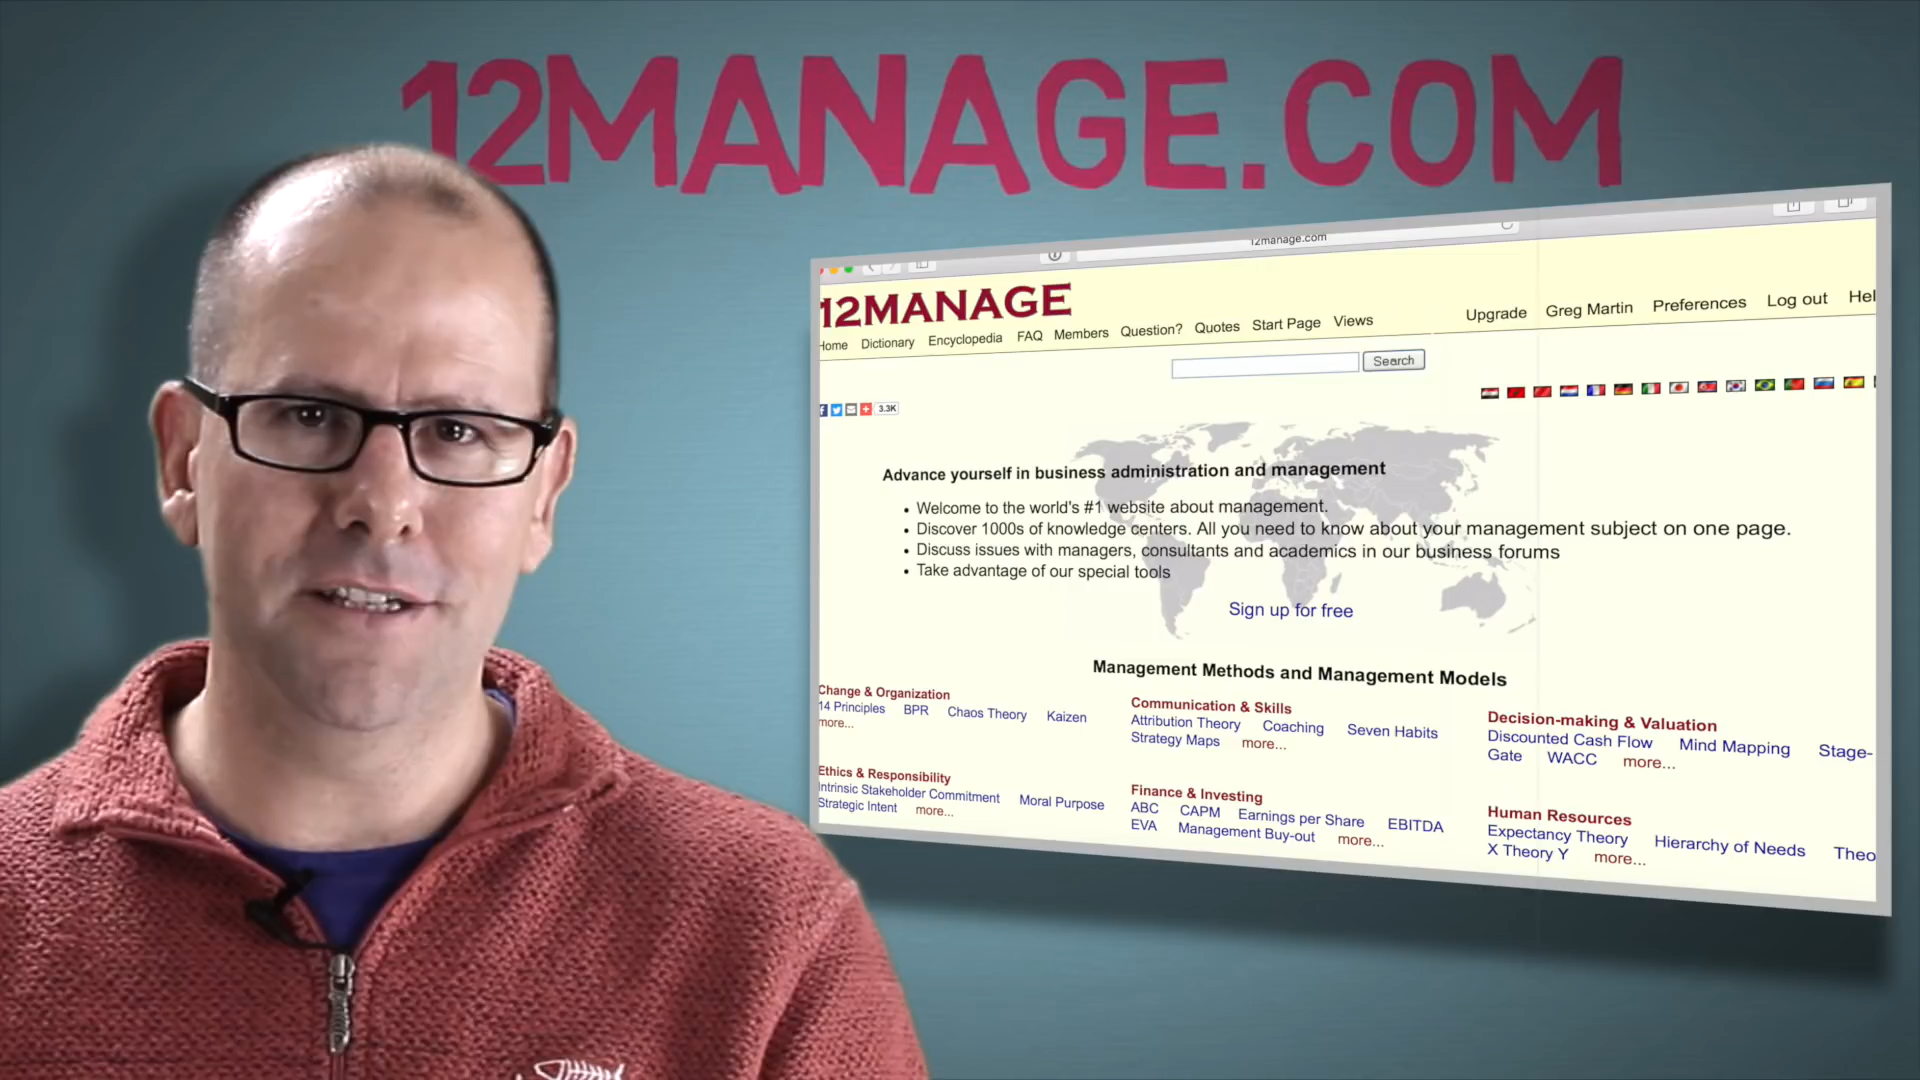 12MANAGE.COM
12manage.com
12MANAGE
Home Dictionary Encyclopedia FAQ Members Question? Quotes Start Page Views
Upgrade Greg Martin Preferences Log out Hel
Search
3.3K
Advance yourself in business administration and management
• Welcome to the world's #1 website about management.
• Discover 1000s of knowledge centers. All you need to know about your management subject on one page.
• Discuss issues with managers, consultants and academics in our business forums
• Take advantage of our special tools
Sign up for free
Management Methods and Management Models
Change & Organization
14 Principles BPR Chaos Theory Kaizen
more...
Communication & Skills
Attribution Theory Coaching Seven Habits
Strategy Maps more...
Decision-making & Valuation
Discounted Cash Flow Mind Mapping Stage-
Gate WACC more...
Ethics & Responsibility
Intrinsic Stakeholder Commitment Moral Purpose
Strategic Intent more...
Finance & Investing
ABC CAPM Earnings per Share EBITDA
EVA Management Buy-out more...
Human Resources
Expectancy Theory Hierarchy of Needs Theo
X Theory Y more...